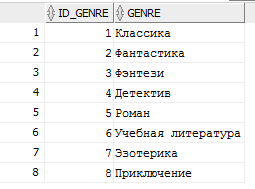 ID_GENRE GENRE
1 1 Классика
2 2 Фантастика
3 3 Фэнтези
4 4 Детектив
5 5 Роман
6 6 Учебная литература
7 7 Эзотерика
8 8 Приключение